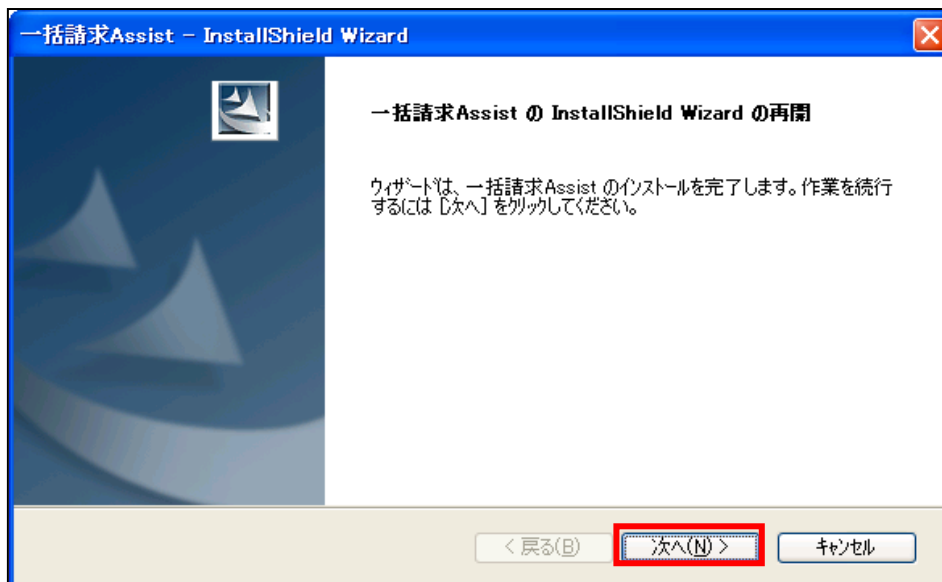 一括請求Assist - InstallShield Wizard
一括請求Assist の InstallShield Wizard の再開
ウィザードは、一括請求Assist のインストールを完了します。作業を続行
するには [次へ] をクリックしてください。
< 戻る(B)
次へ(N) >
キャンセル